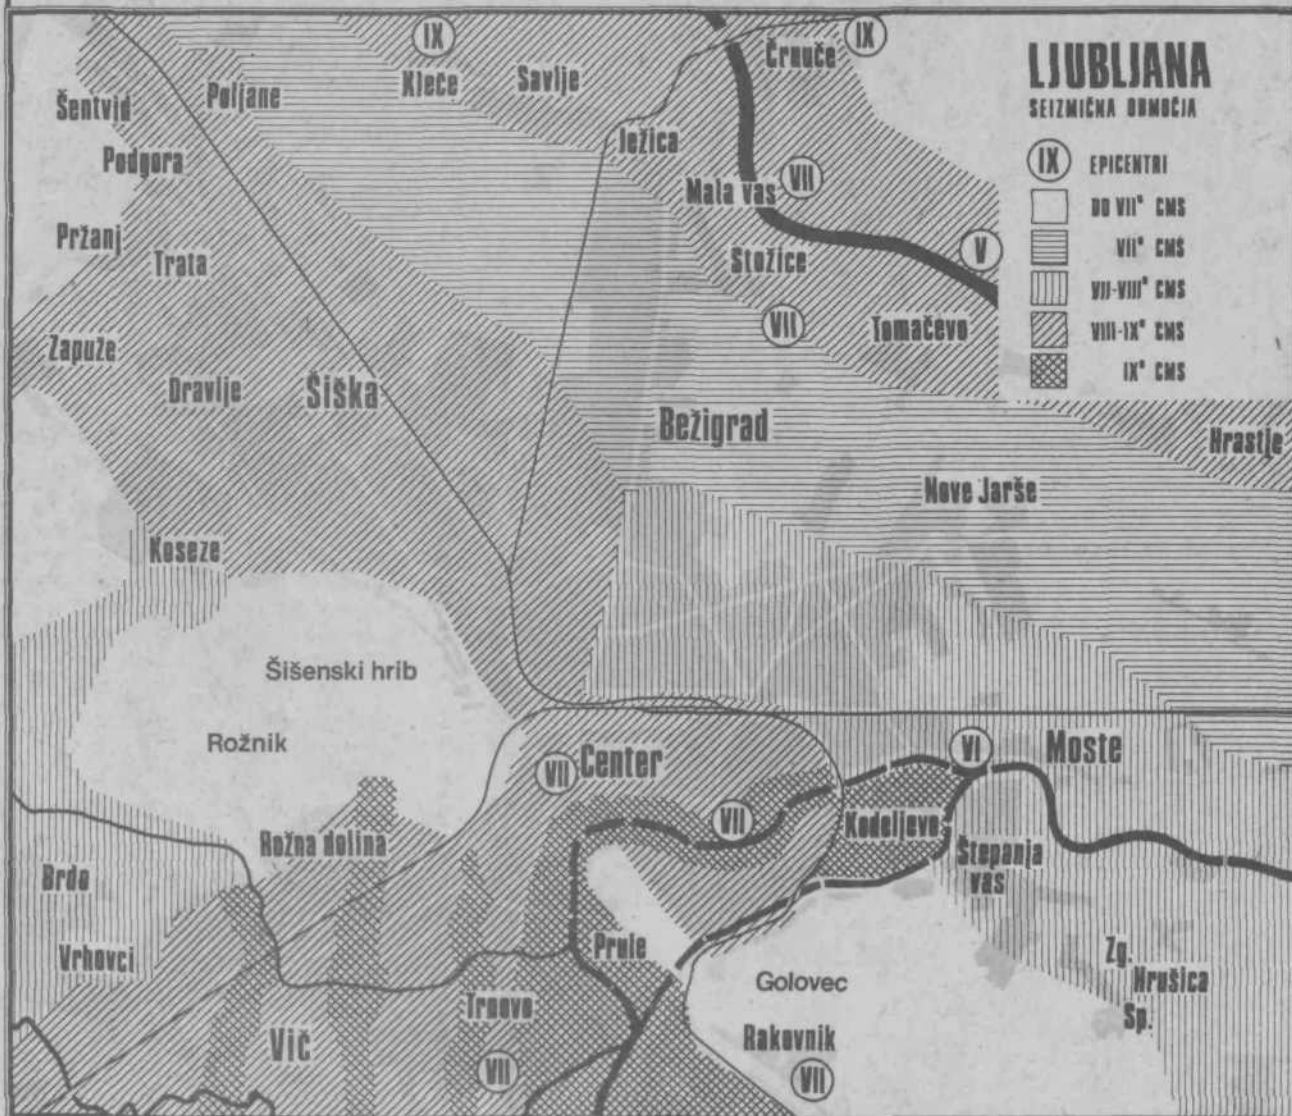 LJUBLJANA
SEIZMIČNA OBMOČJA
IX EPICENTRI
DO VII° CMS
VII° CMS
VII-VIII° CMS
VIII-IX° CMS
IX° CMS
IX
IX
Črnuče
Kleče
Savlje
Poljane
Šentvid
Podgora
Ježica
Mala vas
VII
Pržanj
Trata
Stožice
V
VII
Tomačevo
Zapuže
Dravlje
Šiška
Bežigrad
Hrastje
Nove Jarše
Koseze
Šišenski hrib
Rožnik
VII
Center
VI
Moste
VII
Kodeljevo
Rožna dolina
Štepanja
vas
Brdo
Vrhovci
Prule
Zg.
Hrušica
Sp.
Golovec
Trnovo
Rakovnik
Vič
VII
VII